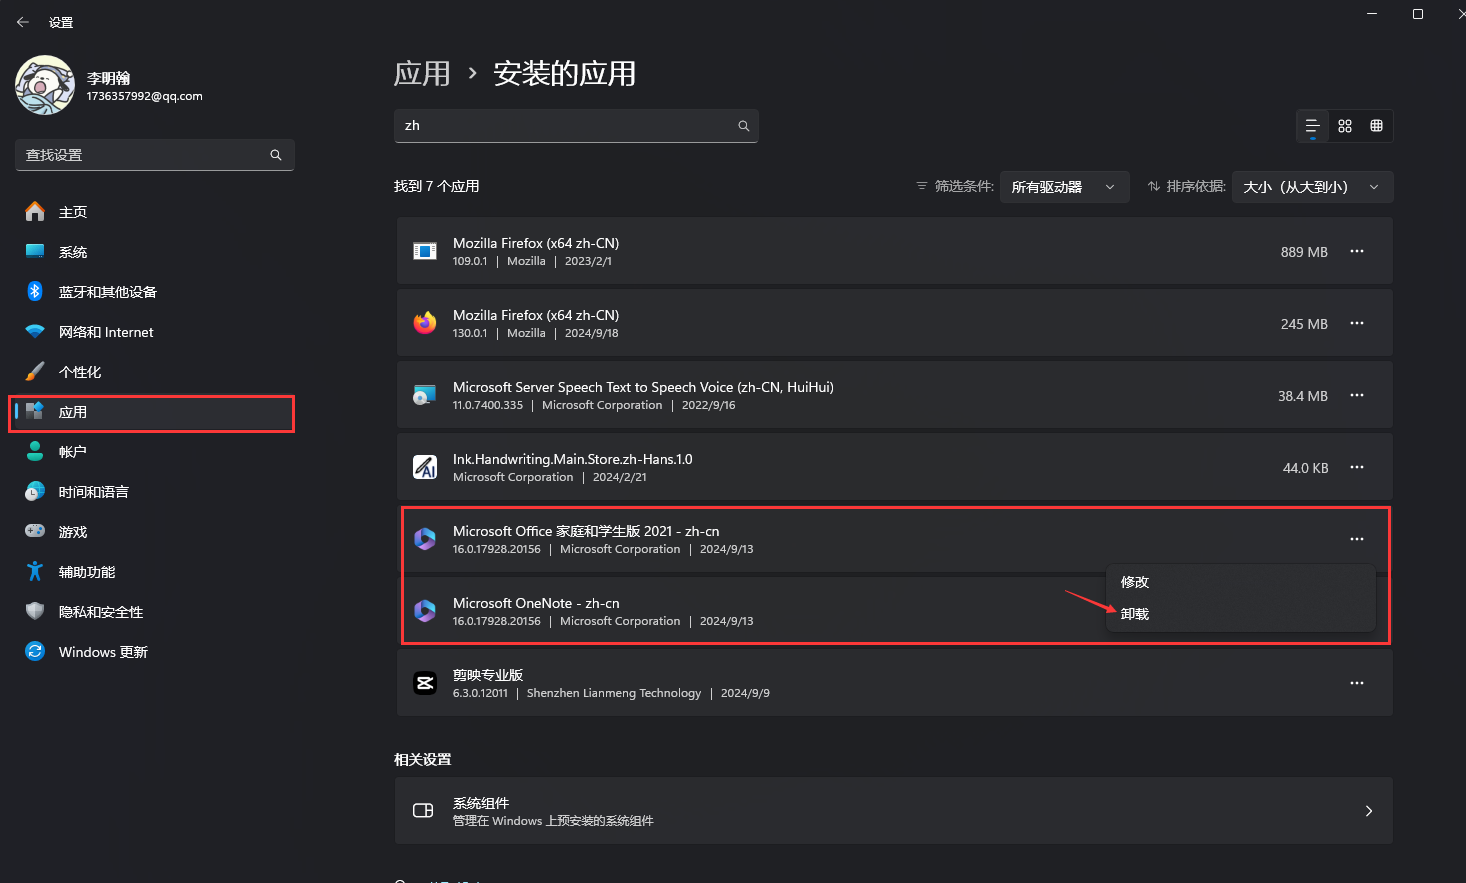 设置
李明翰
1736357992@qq.com
查找设置
主页
系统
蓝牙和其他设备
网络和 Internet
个性化
应用
帐户
时间和语言
游戏
辅助功能
隐私和安全性
Windows 更新
应用 › 安装的应用
zh
找到 7 个应用
筛选条件: 所有驱动器
排序依据: 大小（从大到小）
Mozilla Firefox (x64 zh-CN)
109.0.1 | Mozilla | 2023/2/1
889 MB
Mozilla Firefox (x64 zh-CN)
130.0.1 | Mozilla | 2024/9/18
245 MB
Microsoft Server Speech Text to Speech Voice (zh-CN, HuiHui)
11.0.7400.335 | Microsoft Corporation | 2022/9/16
38.4 MB
AI
Ink.Handwriting.Main.Store.zh-Hans.1.0
Microsoft Corporation | 2024/2/21
44.0 KB
Microsoft Office 家庭和学生版 2021 - zh-cn
16.0.17928.20156 | Microsoft Corporation | 2024/9/13
修改
卸载
Microsoft OneNote - zh-cn
16.0.17928.20156 | Microsoft Corporation | 2024/9/13
剪映专业版
6.3.0.12011 | Shenzhen Lianmeng Technology | 2024/9/9
相关设置
系统组件
管理在 Windows 上预安装的系统组件